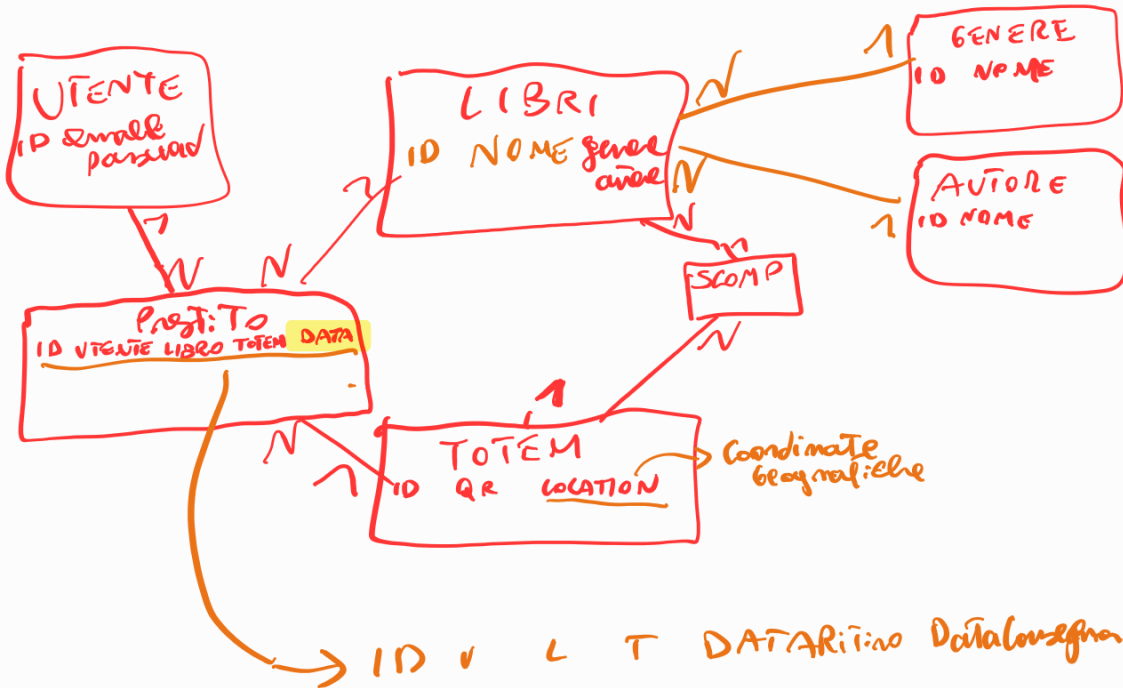 UTENTE
ID email
password
LIBRI
ID NOME genere
autore
N
1
GENERE
ID NOME
N
1
AUTORE
ID NOME
1
N
N
1
N
1
SCOMP
N
1
Prestito
ID UTENTE LIBRO TOTEM DATA
N
1
TOTEM
ID QR LOCATION
Coordinate
Geografiche
ID U L T DATARitiro DataConsegna